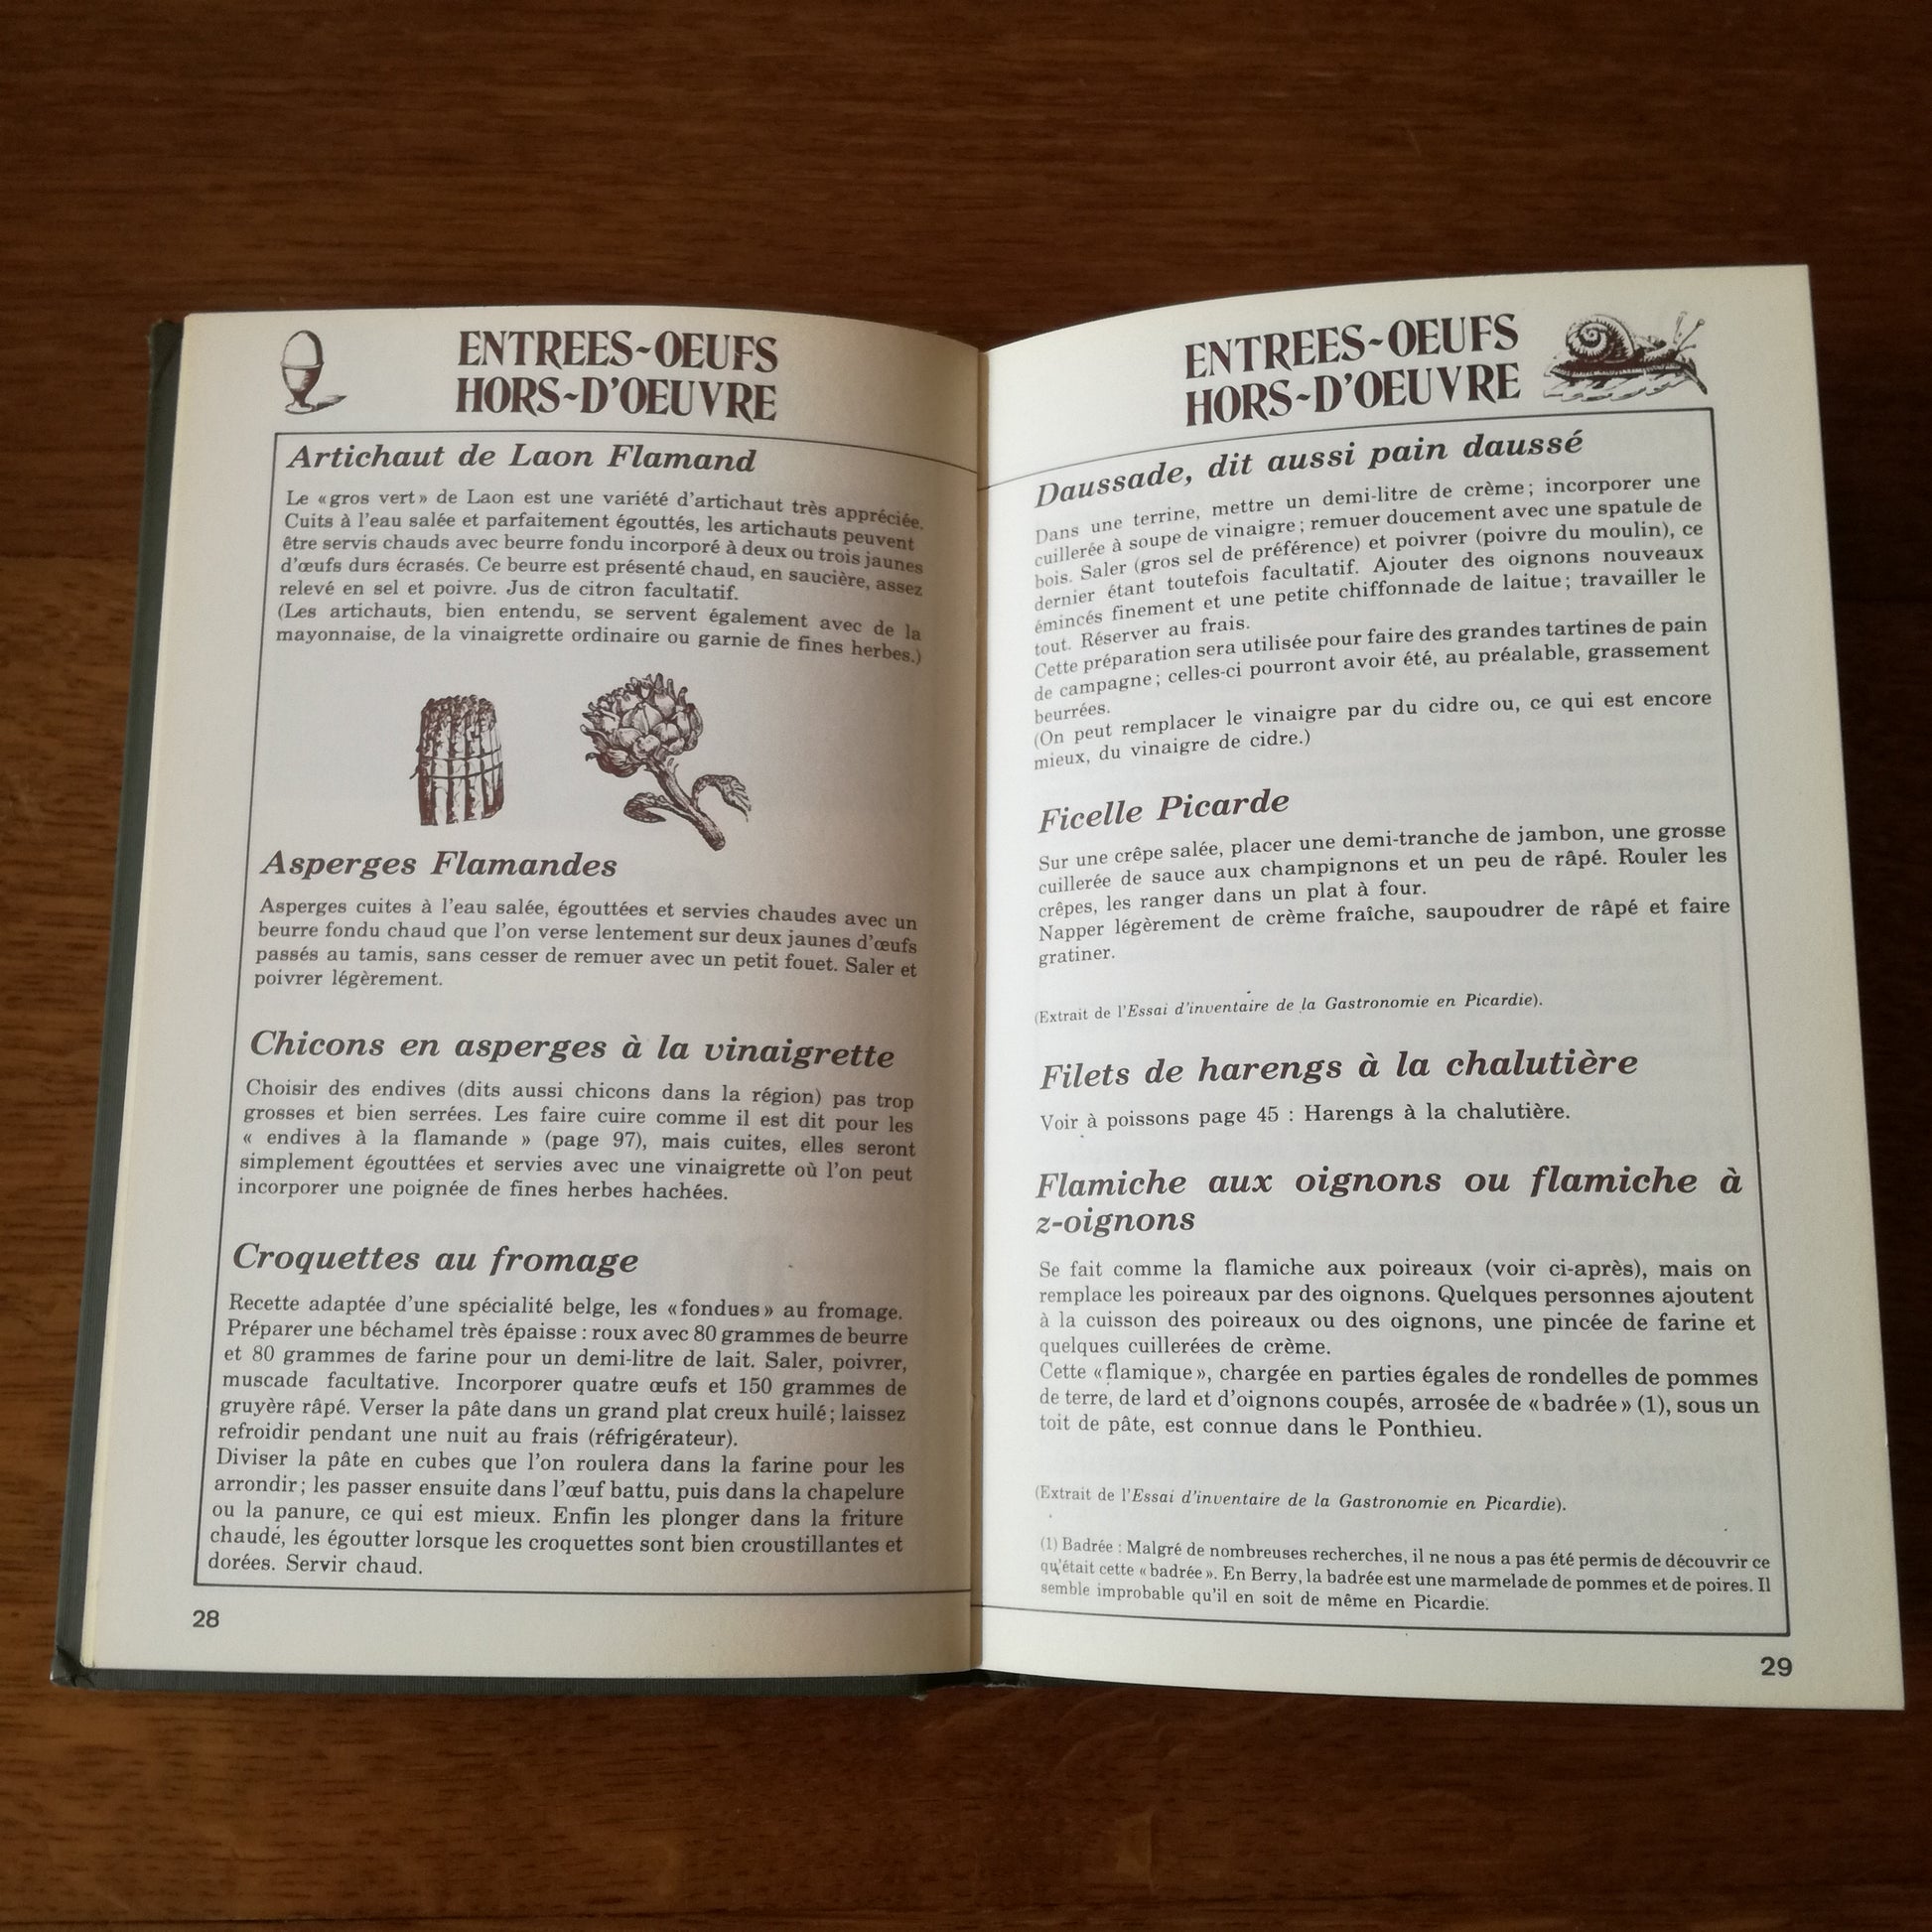 ENTREES-OEUFS
HORS-D'OEUVRE
Artichaut de Laon Flamand
Le «gros vert» de Laon est une variété d'artichaut très appréciée.
Cuits à l'eau salée et parfaitement égouttés, les artichauts peuvent
être servis chauds avec beurre fondu incorporé à deux ou trois jaunes
d'œufs durs écrasés. Ce beurre est présenté chaud, en saucière, assez
relevé en sel et poivre. Jus de citron facultatif.
(Les artichauts, bien entendu, se servent également avec de la
mayonnaise, de la vinaigrette ordinaire ou garnie de fines herbes.)
Asperges Flamandes
Asperges cuites à l'eau salée, égouttées et servies chaudes avec un
beurre fondu chaud que l'on verse lentement sur deux jaunes d'œufs
passés au tamis, sans cesser de remuer avec un petit fouet. Saler et
poivrer légèrement.
Chicons en asperges à la vinaigrette
Choisir des endives (dits aussi chicons dans la région) pas trop
grosses et bien serrées. Les faire cuire comme il est dit pour les
« endives à la flamande » (page 97), mais cuites, elles seront
simplement égouttées et servies avec une vinaigrette où l'on peut
incorporer une poignée de fines herbes hachées.
Croquettes au fromage
Recette adaptée d'une spécialité belge, les «fondues» au fromage.
Préparer une béchamel très épaisse : roux avec 80 grammes de beurre
et 80 grammes de farine pour un demi-litre de lait. Saler, poivrer,
muscade facultative. Incorporer quatre œufs et 150 grammes de
gruyère râpé. Verser la pâte dans un grand plat creux huilé ; laissez
refroidir pendant une nuit au frais (réfrigérateur).
Diviser la pâte en cubes que l'on roulera dans la farine pour les
arrondir ; les passer ensuite dans l'œuf battu, puis dans la chapelure
ou la panure, ce qui est mieux. Enfin les plonger dans la friture
chaude, les égoutter lorsque les croquettes sont bien croustillantes et
dorées. Servir chaud.
28
ENTREES-OEUFS
HORS-D'OEUVRE
Daussade, dit aussi pain daussé
Dans une terrine, mettre un demi-litre de crème ; incorporer une
cuillerée à soupe de vinaigre ; remuer doucement avec une spatule de
bois. Saler (gros sel de préférence) et poivrer (poivre du moulin), ce
dernier étant toutefois facultatif. Ajouter des oignons nouveaux
émincés finement et une petite chiffonnade de laitue ; travailler le
tout. Réserver au frais.
Cette préparation sera utilisée pour faire des grandes tartines de pain
de campagne ; celles-ci pourront avoir été, au préalable, grassement
beurrées.
(On peut remplacer le vinaigre par du cidre ou, ce qui est encore
mieux, du vinaigre de cidre.)
Ficelle Picarde
Sur une crêpe salée, placer une demi-tranche de jambon, une grosse
cuillerée de sauce aux champignons et un peu de râpé. Rouler les
crêpes, les ranger dans un plat à four.
Napper légèrement de crème fraîche, saupoudrer de râpé et faire
gratiner.
(Extrait de l'Essai d'inventaire de la Gastronomie en Picardie).
Filets de harengs à la chalutière
Voir à poissons page 45 : Harengs à la chalutière.
Flamiche aux oignons ou flamiche à
z-oignons
Se fait comme la flamiche aux poireaux (voir ci-après), mais on
remplace les poireaux par des oignons. Quelques personnes ajoutent
à la cuisson des poireaux ou des oignons, une pincée de farine et
quelques cuillerées de crème.
Cette «flamique», chargée en parties égales de rondelles de pommes
de terre, de lard et d'oignons coupés, arrosée de «badrée» (1), sous un
toit de pâte, est connue dans le Ponthieu.
(Extrait de l'Essai d'inventaire de la Gastronomie en Picardie).
(1) Badrée : Malgré de nombreuses recherches, il ne nous a pas été permis de découvrir ce
qu'était cette «badrée». En Berry, la badrée est une marmelade de pommes et de poires. Il
semble improbable qu'il en soit de même en Picardie.
29